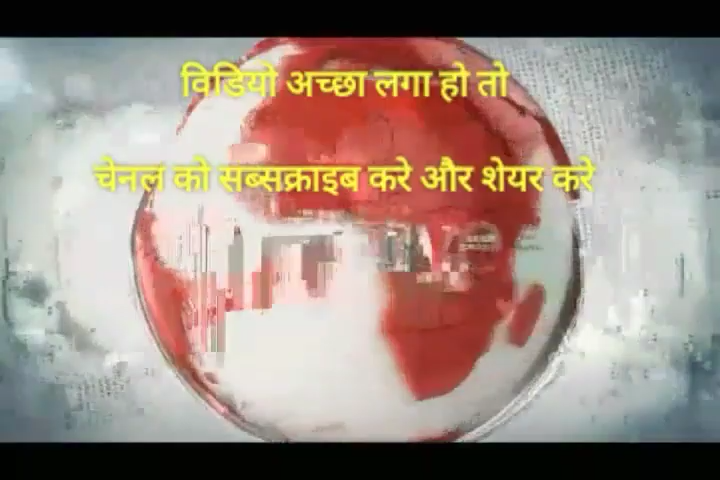 विडियो अच्छा लगा हो तो
चेनल को सब्सक्राइब करे और शेयर करे